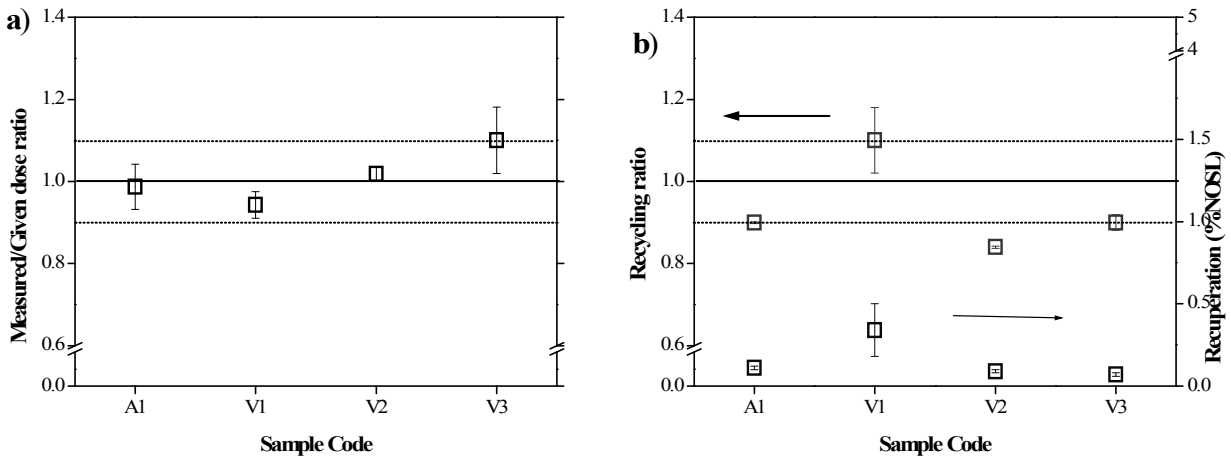 a)
Measured/Given dose ratio
1.4
1.2
1.0
0.8
0.6
0.0
A1
V1
V2
V3
Sample Code
b)
Recycling ratio
1.4
1.2
1.0
0.8
0.6
0.0
A1
V1
V2
V3
Sample Code
5
4
1.5
1.0
0.5
0.0
Recuperation (%NOSL)